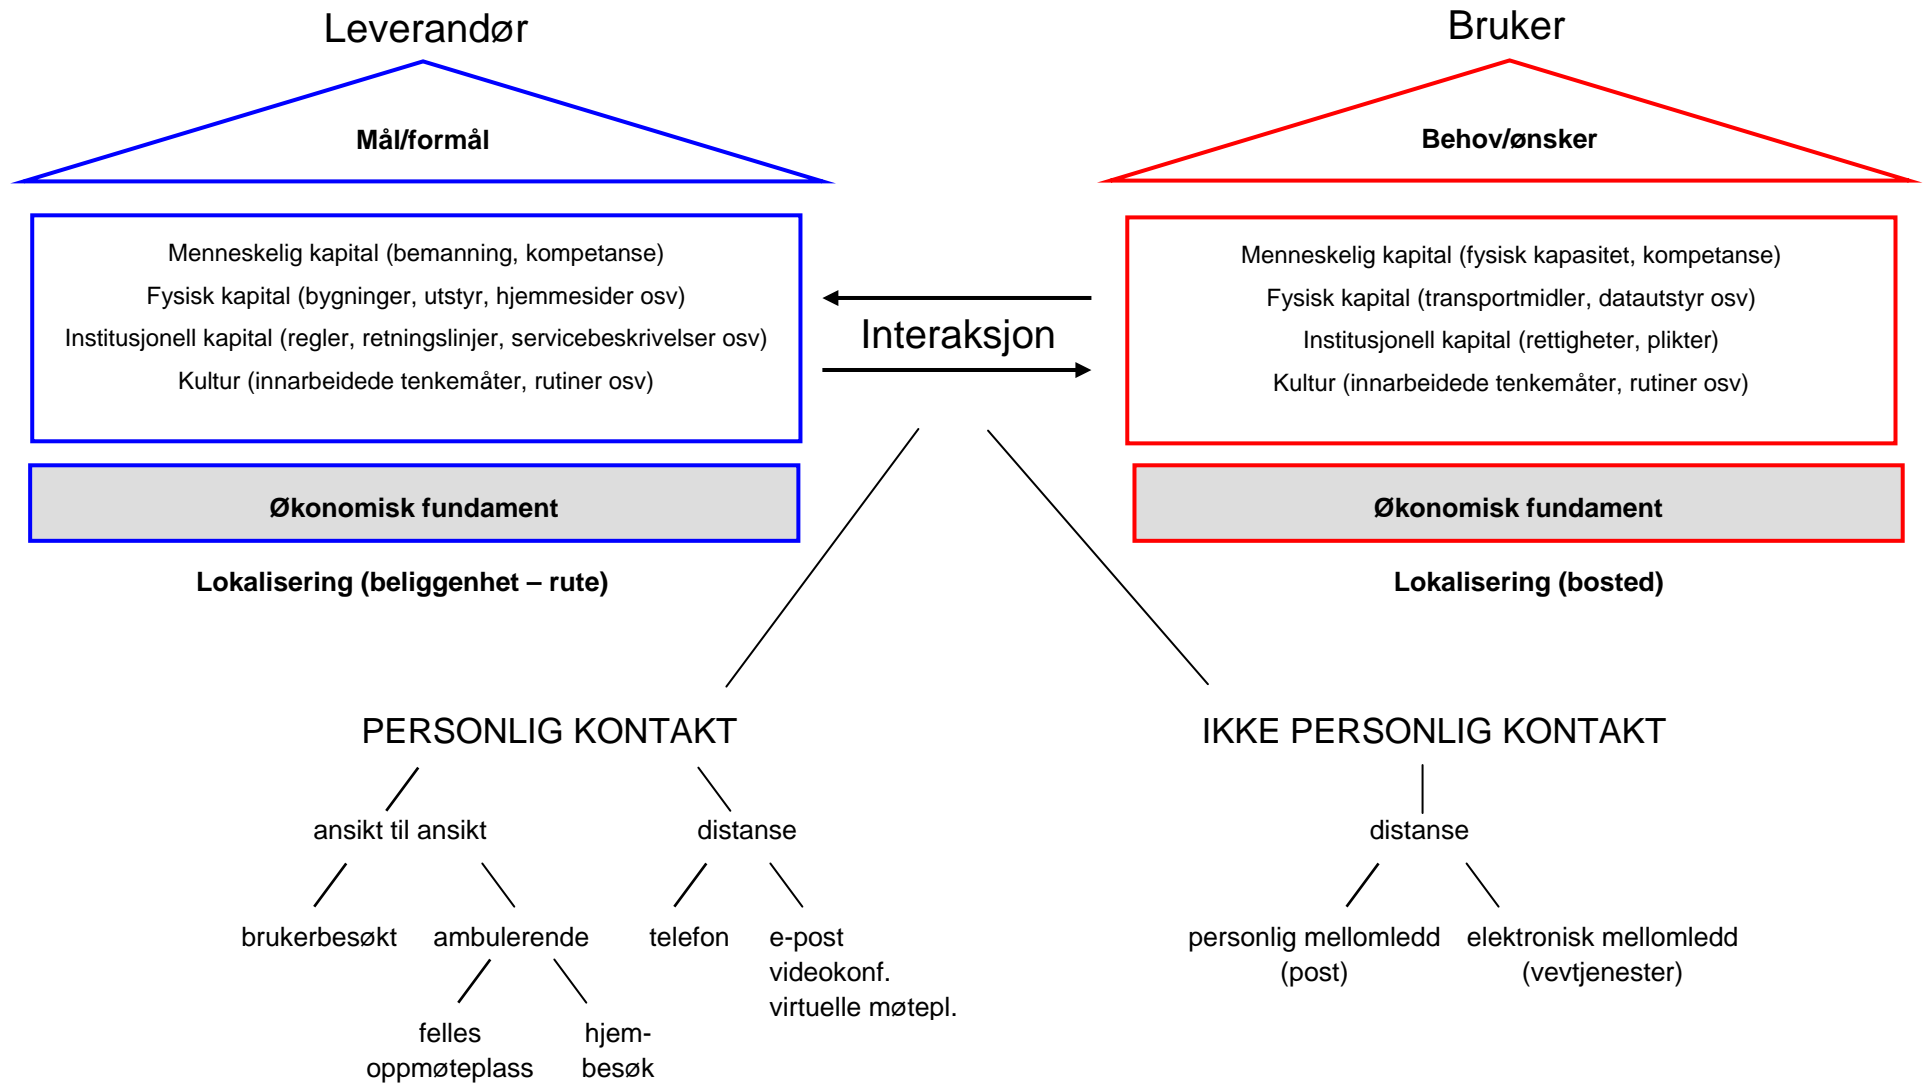 Leverandør
Mål/formål
Menneskelig kapital (bemanning, kompetanse)
Fysisk kapital (bygninger, utstyr, hjemmesider osv)
Institusjonell kapital (regler, retningslinjer, servicebeskrivelser osv)
Kultur (innarbeidede tenkemåter, rutiner osv)
Økonomisk fundament
Lokalisering (beliggenhet – rute)
Interaksjon
Bruker
Behov/ønsker
Menneskelig kapital (fysisk kapasitet, kompetanse)
Fysisk kapital (transportmidler, datautstyr osv)
Institusjonell kapital (rettigheter, plikter)
Kultur (innarbeidede tenkemåter, rutiner osv)
Økonomisk fundament
Lokalisering (bosted)
PERSONLIG KONTAKT
ansikt til ansikt
distanse
brukerbesøkt
ambulerende
telefon
e-post
videokonf.
virtuelle møtepl.
felles
oppmøteplass
hjem-
besøk
IKKE PERSONLIG KONTAKT
distanse
personlig mellomledd
(post)
elektronisk mellomledd
(vevtjenester)